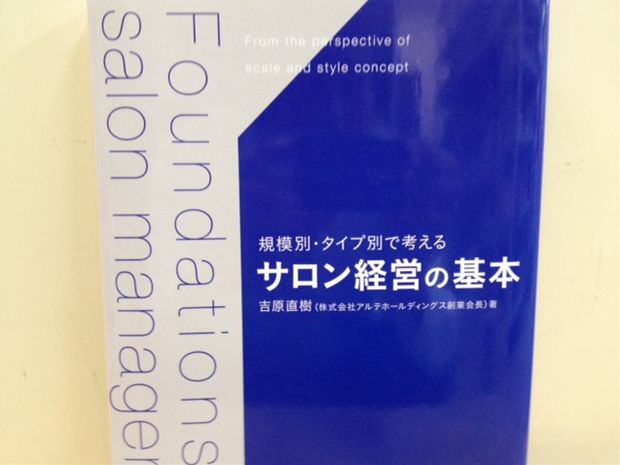 Foundations
salon manager
From the perspective of
scale and style concept
規模別・タイプ別で考える
サロン経営の基本
吉原直樹(株式会社アルテホールディングス創業会長)著